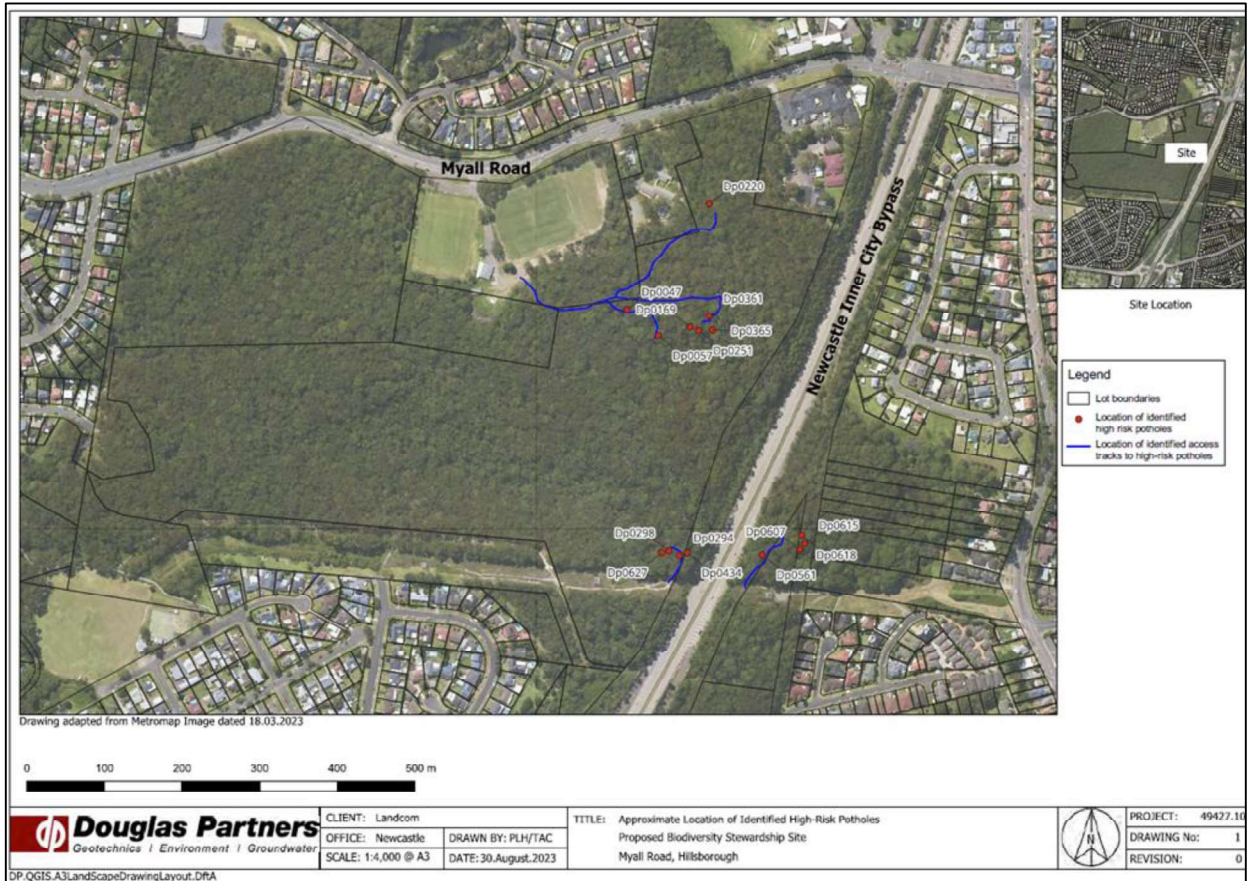 Myall Road
Newcastle Inner City Bypass
Dp0220
Dp0047
Dp0361
Dp0169
Dp0365
Dp0057
Dp0251
Dp0298
Dp0294
Dp0607
Dp0615
Dp0618
Dp0627
Dp0434
Dp0561
Site
Site Location
Legend
Lot boundaries
Location of identified
high risk potholes
Location of identified access
tracks to high-risk potholes
Drawing adapted from Metromap Image dated 18.03.2023
0 100 200 300 400 500 m
Douglas Partners
Geotechnics | Environment | Groundwater
CLIENT: Landcom
OFFICE: Newcastle
DRAWN BY: PLH/TAC
SCALE: 1:4,000 @ A3
DATE: 30.August.2023
TITLE: Approximate Location of Identified High-Risk Potholes
Proposed Biodiversity Stewardship Site
Myall Road, Hillsborough
N
PROJECT: 49427.10
DRAWING No: 1
REVISION: 0
DP.QGIS.A3LandScapeDrawingLayout.DftA